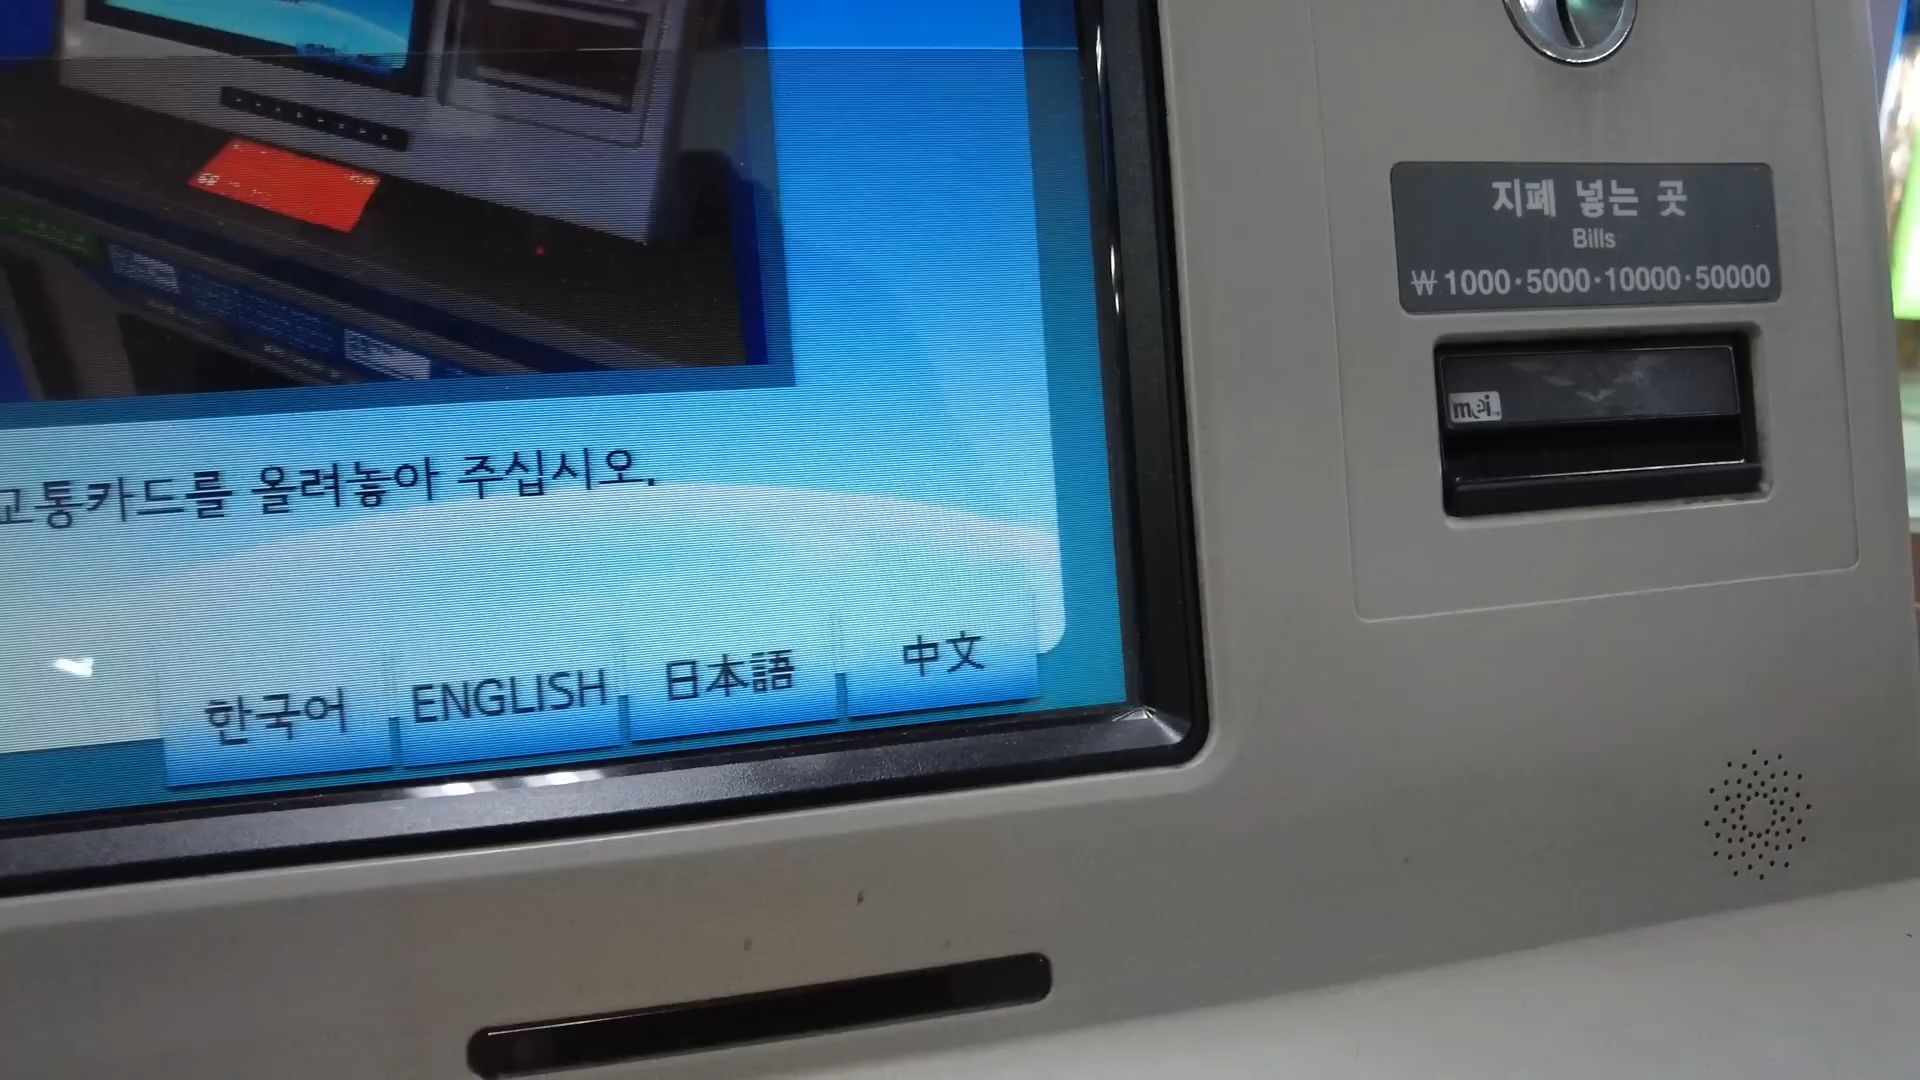 지폐 넣는 곳
Bills
₩1000·5000·10000·50000
mei
교통카드를 올려놓아 주십시오.
한국어
ENGLISH
日本語
中文